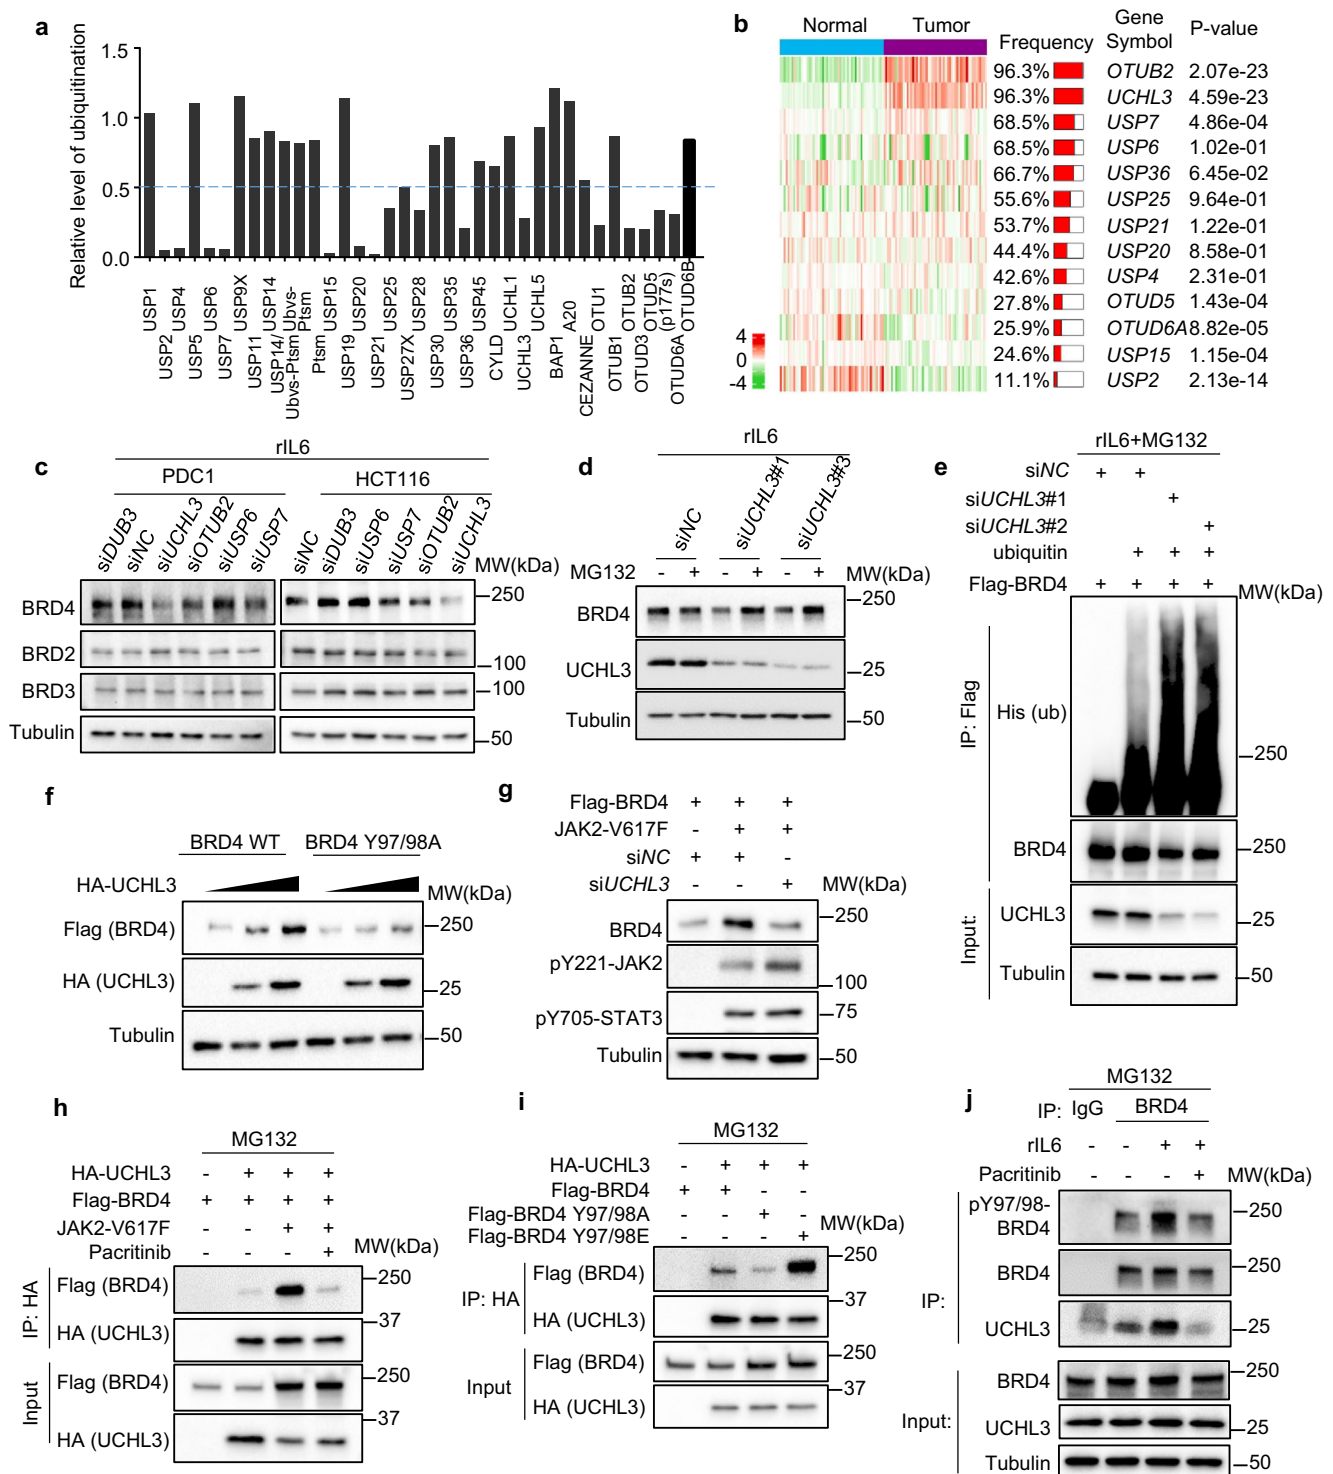 a
Relative level of ubiquitination
1.5
1.0
0.5
0.0
USP1
USP2
USP4
USP5
USP6
USP7
USP9X
USP11
USP14
USP14/
Ubvs-Ptsm
Ubvs-
Ptsm
Ptsm
USP15
USP19
USP20
USP21
USP25
USP27X
USP28
USP30
USP35
USP36
USP45
CYLD
UCHL1
UCHL3
UCHL5
BAP1
A20
CEZANNE
OTU1
OTUB1
OTUB2
OTUD3
OTUD5
(p177s)
OTUD6A
OTUD6B
b
Normal Tumor
Frequency Gene Symbol P-value
96.3% OTUB2 2.07e-23
96.3% UCHL3 4.59e-23
68.5% USP7 4.86e-04
68.5% USP6 1.02e-01
66.7% USP36 6.45e-02
55.6% USP25 9.64e-01
53.7% USP21 1.22e-01
44.4% USP20 8.58e-01
42.6% USP4 2.31e-01
27.8% OTUD5 1.43e-04
25.9% OTUD6A 8.82e-05
24.6% USP15 1.15e-04
11.1% USP2 2.13e-14
4
0
-4
c
rIL6
PDC1 HCT116
siDUB3 siNC siUCHL3 siOTUB2 siUSP6 siUSP7 siNC siDUB3 siUSP6 siUSP7 siOTUB2 siUCHL3
MW(kDa)
BRD4 250
BRD2 100
BRD3 100
Tubulin 50
d
rIL6
siNC siUCHL3#1 siUCHL3#3
MG132 - + - + - + MW(kDa)
BRD4 250
UCHL3 25
Tubulin 50
e
rIL6+MG132
siNC + +
siUCHL3#1 +
siUCHL3#2 +
ubiquitin + + +
Flag-BRD4 + + + + MW(kDa)
IP: Flag
His (ub) 250
BRD4 250
Input:
UCHL3 25
Tubulin 50
f
BRD4 WT BRD4 Y97/98A
HA-UCHL3
MW(kDa)
Flag (BRD4) 250
HA (UCHL3) 25
Tubulin 50
g
Flag-BRD4 + + +
JAK2-V617F - + +
siNC + + -
siUCHL3 - - + MW(kDa)
BRD4 250
pY221-JAK2 100
pY705-STAT3 75
Tubulin 50
h
MG132
HA-UCHL3 - + + +
Flag-BRD4 + + + +
JAK2-V617F - - + +
Pacritinib - - - + MW(kDa)
IP: HA
Flag (BRD4) 250
HA (UCHL3) 37
Input
Flag (BRD4) 250
HA (UCHL3) 37
i
MG132
HA-UCHL3 - + + +
Flag-BRD4 + + - -
Flag-BRD4 Y97/98A - - + -
Flag-BRD4 Y97/98E - - - + MW(kDa)
IP: HA
Flag (BRD4) 250
HA (UCHL3) 37
Input
Flag (BRD4) 250
HA (UCHL3) 37
j
MG132
IP: IgG BRD4
rIL6 - - + +
Pacritinib - - - + MW(kDa)
IP:
pY97/98-
BRD4 250
BRD4 250
UCHL3 25
Input:
BRD4 250
UCHL3 25
Tubulin 50